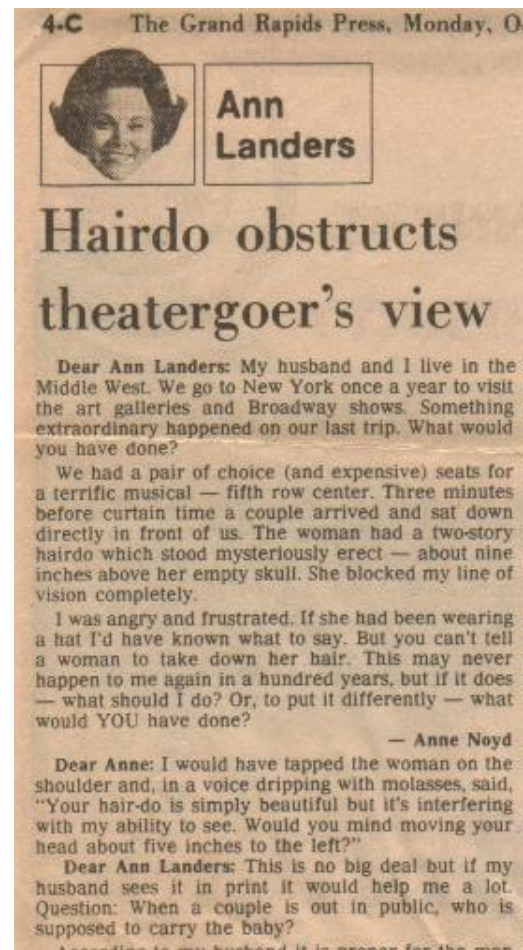 4-C The Grand Rapids Press, Monday, O
Ann
Landers
Hairdo obstructs
theatergoer's view
Dear Ann Landers: My husband and I live in the
Middle West. We go to New York once a year to visit
the art galleries and Broadway shows. Something
extraordinary happened on our last trip. What would
you have done?
We had a pair of choice (and expensive) seats for
a terrific musical — fifth row center. Three minutes
before curtain time a couple arrived and sat down
directly in front of us. The woman had a two-story
hairdo which stood mysteriously erect — about nine
inches above her empty skull. She blocked my line of
vision completely.
I was angry and frustrated. If she had been wearing
a hat I'd have known what to say. But you can't tell
a woman to take down her hair. This may never
happen to me again in a hundred years, but if it does
— what should I do? Or, to put it differently — what
would YOU have done?
— Anne Noyd
Dear Anne: I would have tapped the woman on the
shoulder and, in a voice dripping with molasses, said,
"Your hair-do is simply beautiful but it's interfering
with my ability to see. Would you mind moving your
head about five inches to the left?"
Dear Ann Landers: This is no big deal but if my
husband sees it in print it would help me a lot.
Question: When a couple is out in public, who is
supposed to carry the baby?
According to my husband it is proper for the man